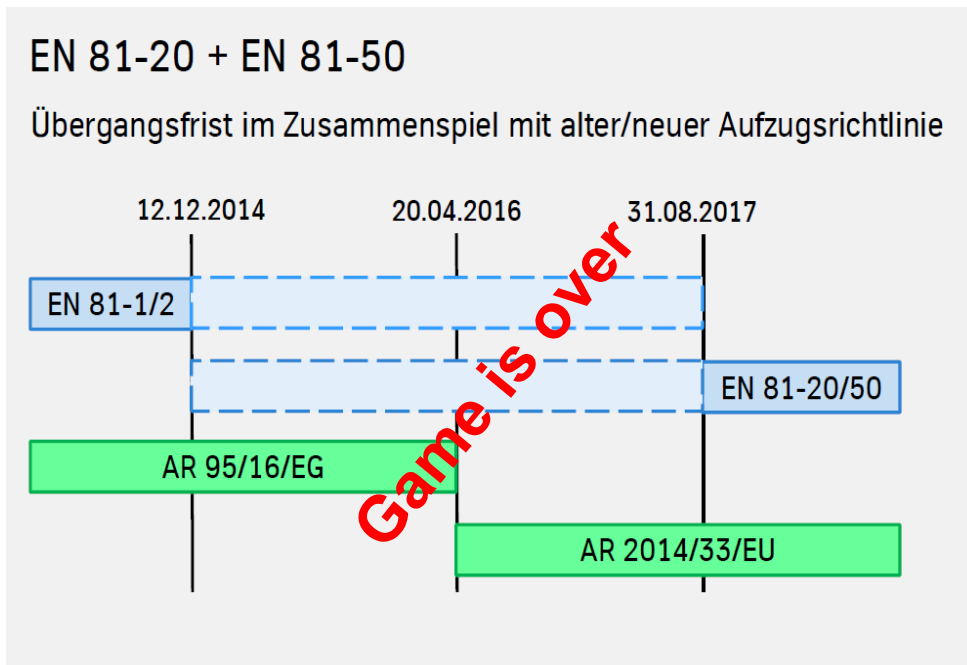 EN 81-20 + EN 81-50
Übergangsfrist im Zusammenspiel mit alter/neuer Aufzugsrichtlinie
12.12.2014
20.04.2016
31.08.2017
EN 81-1/2
EN 81-20/50
AR 95/16/EG
AR 2014/33/EU
Game is over